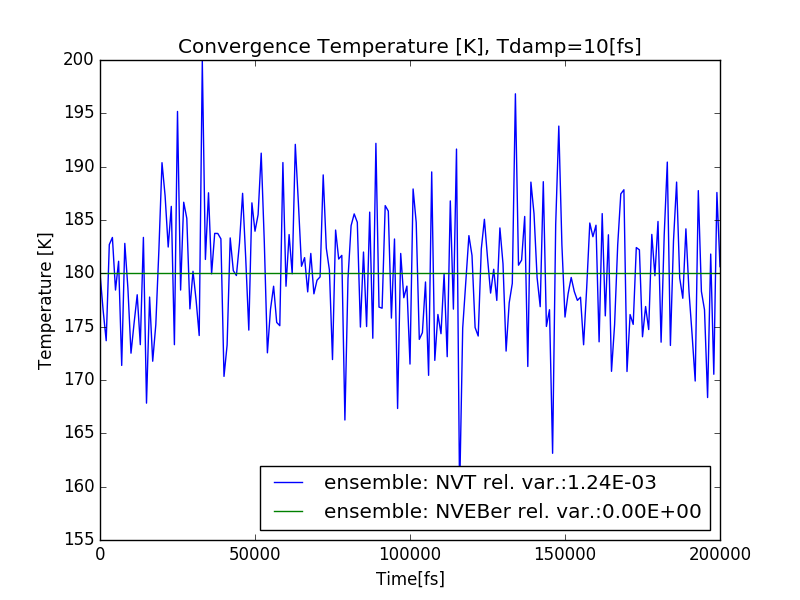 Convergence Temperature [K], Tdamp=10[fs]
200
195
190
185
180
175
170
165
160
155
Temperature [K]
ensemble: NVT rel. var.:1.24E-03
ensemble: NVEBer rel. var.:0.00E+00
0 50000 100000 150000 200000
Time[fs]